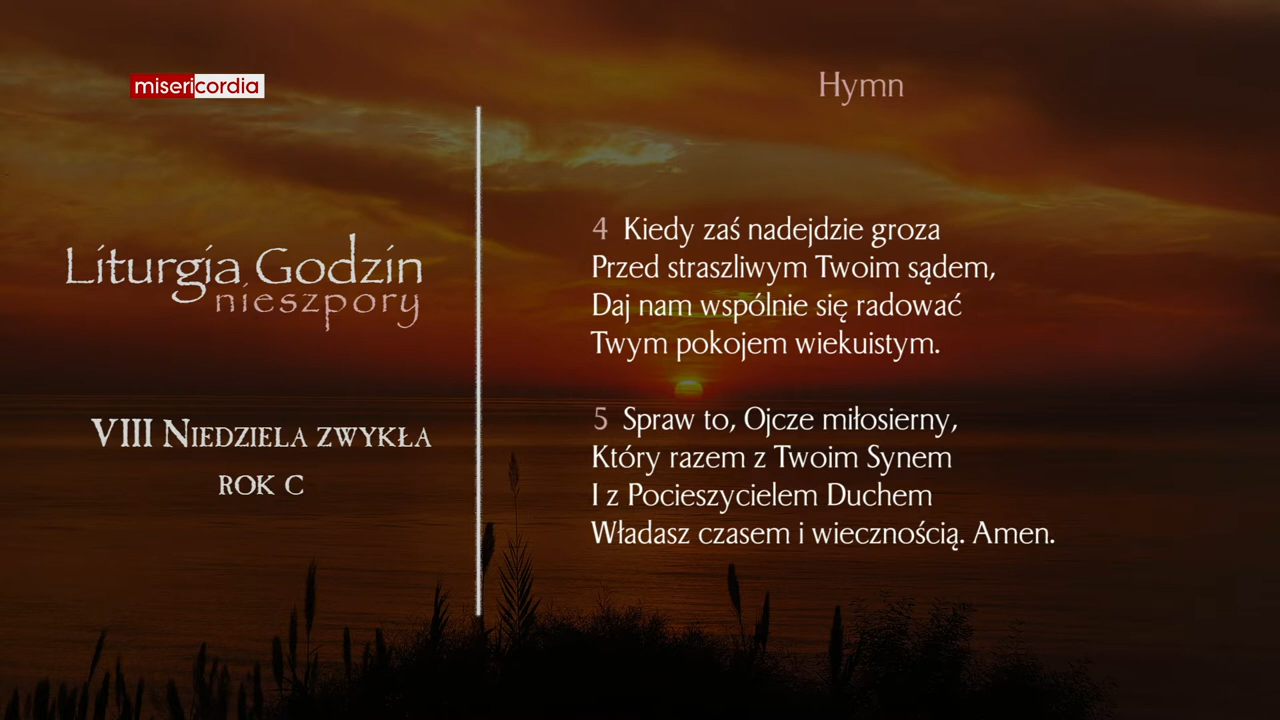 misericordia
Liturgia Godzin
nieszpory
VIII NIEDZIELA ZWYKŁA
ROK C
Hymn
4 Kiedy zaś nadejdzie groza
Przed straszliwym Twoim sądem,
Daj nam wspólnie się radować
Twym pokojem wiekuistym.
5 Spraw to, Ojcze miłosierny,
Który razem z Twoim Synem
I z Pocieszycielem Duchem
Władasz czasem i wiecznością. Amen.